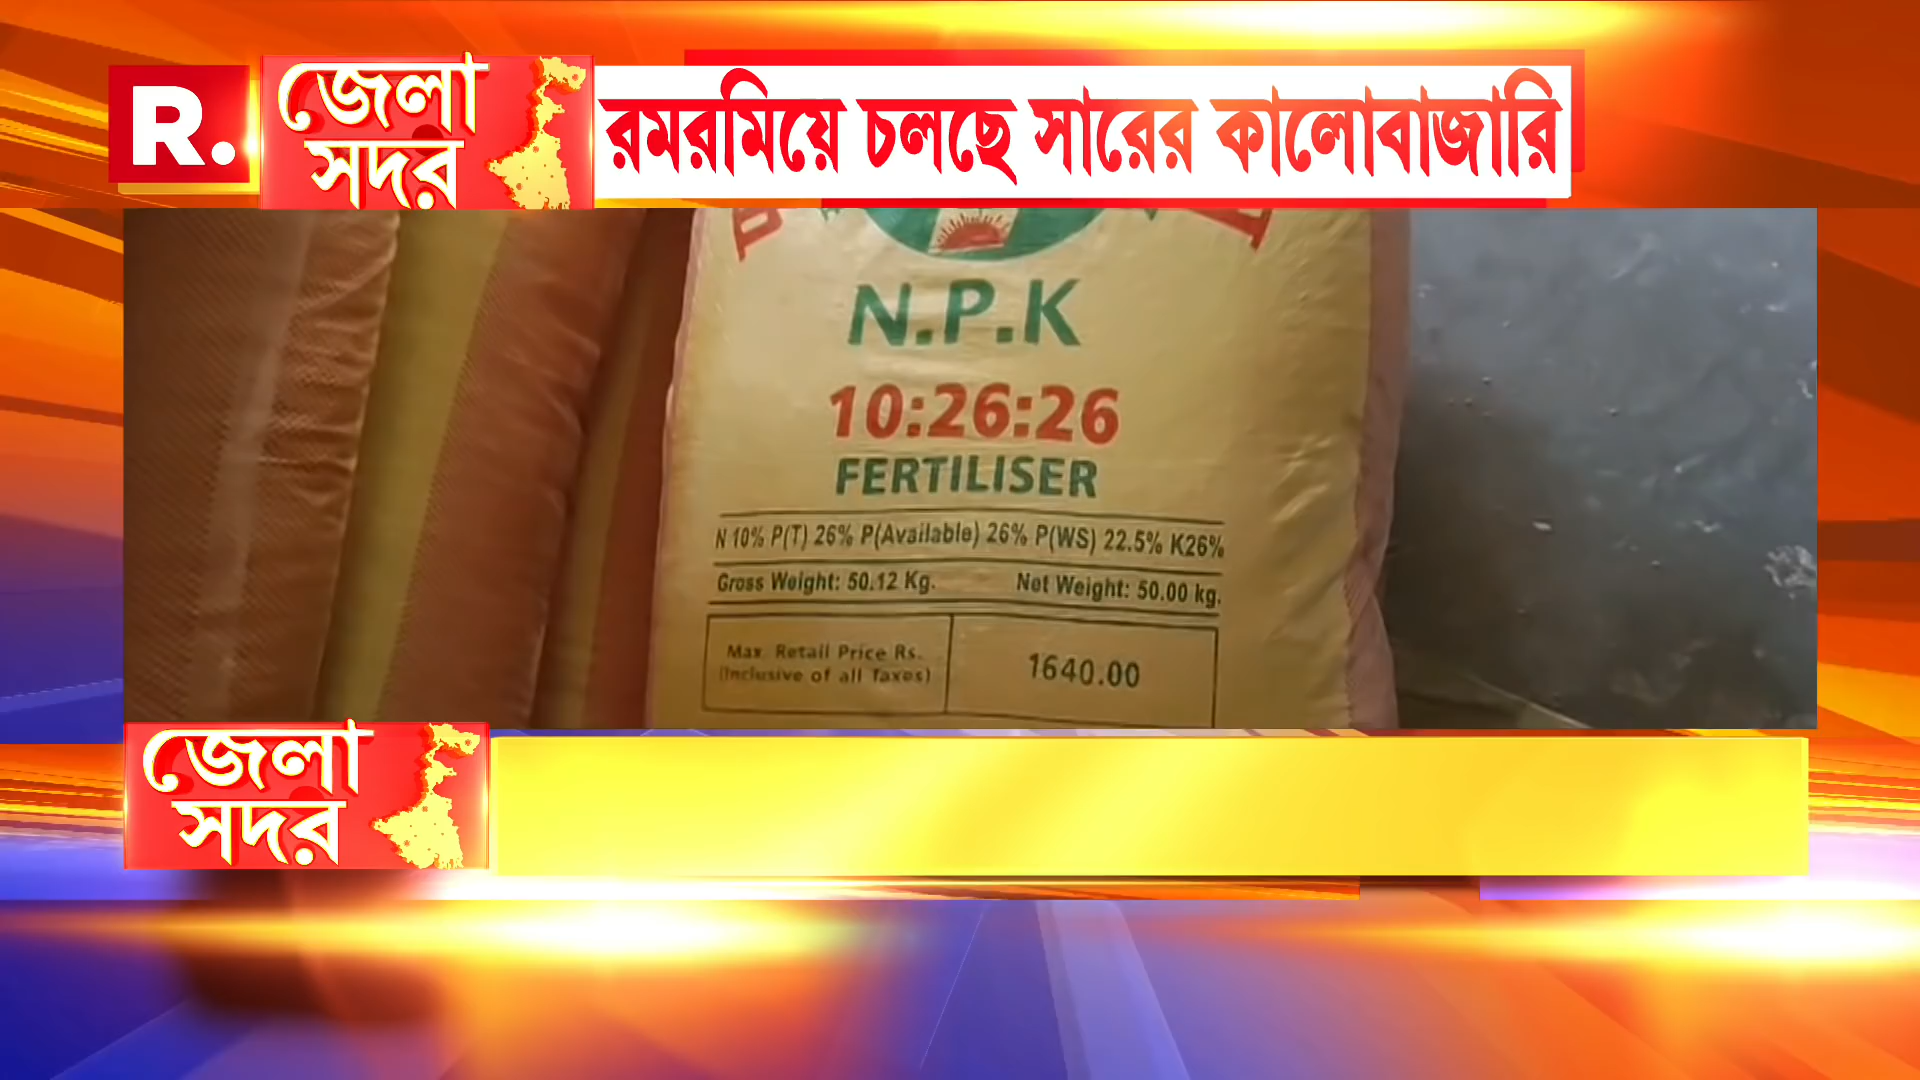 R.
জেলা
সদর
রমরমিয়ে চলছে সারের কালোবাজারি
N.P.K
10:26:26
FERTILISER
N 10% P(T) 26% P(Available) 26% P(WS) 22.5% K26%
Gross Weight: 50.12 Kg. Net Weight: 50.00 kg.
Max. Retail Price Rs.
(Inclusive of all Taxes)
1640.00
জেলা
সদর